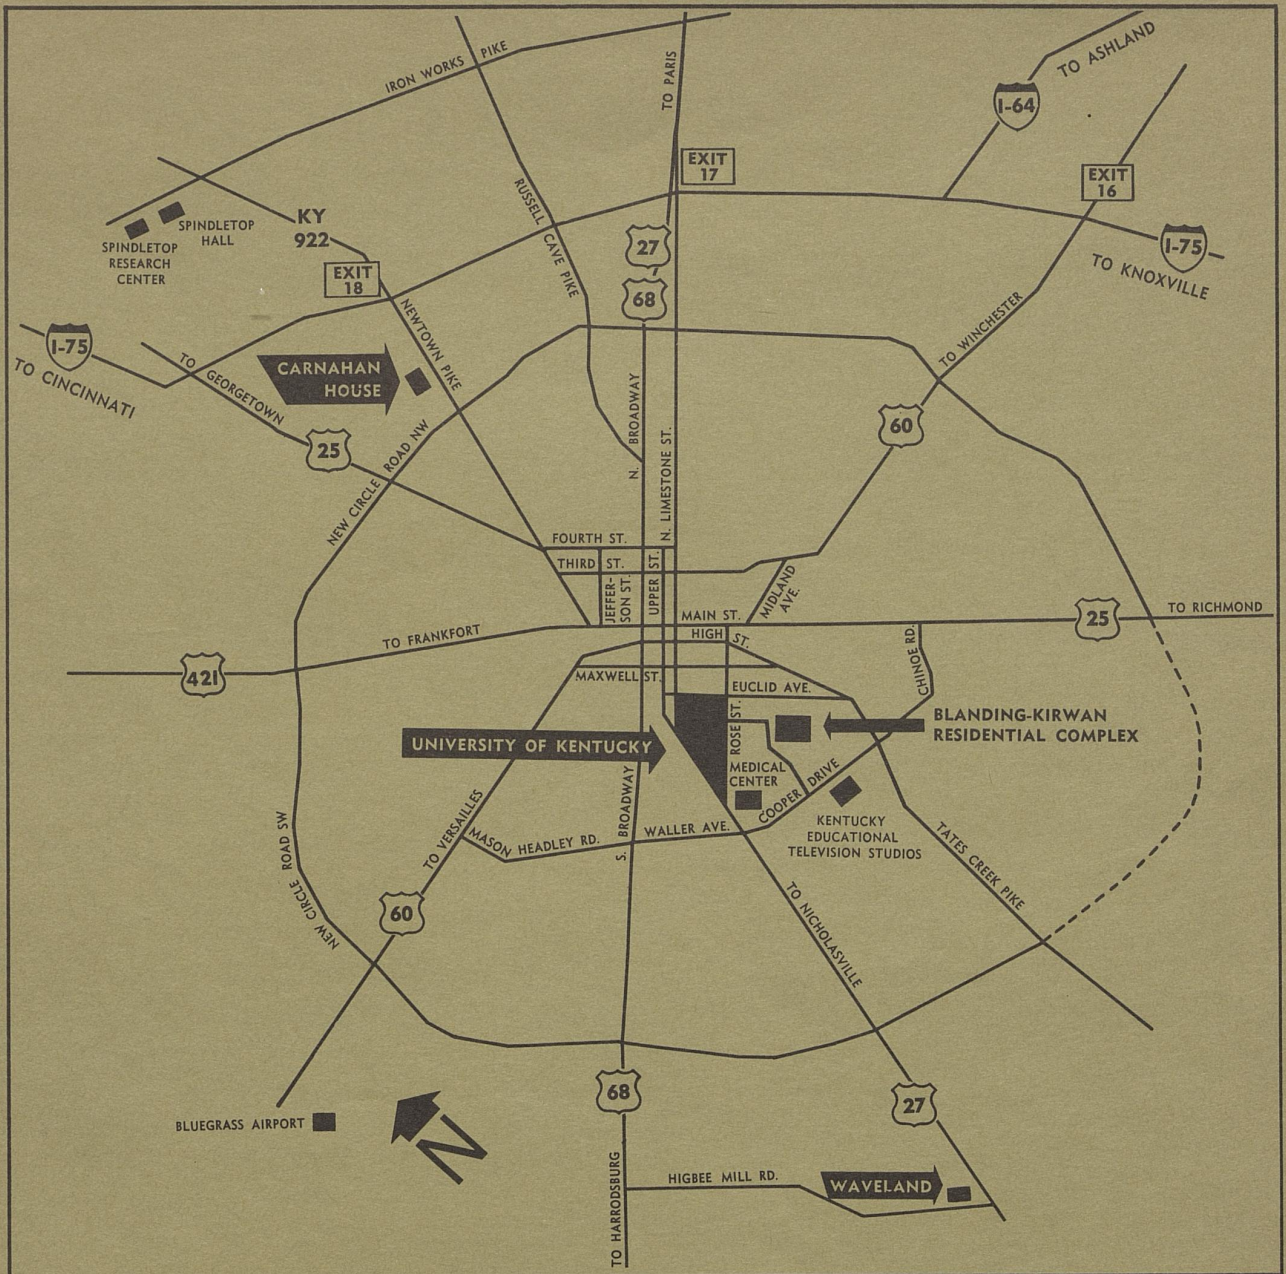 IRON WORKS PIKE
TO PARIS
I-64
TO ASHLAND
EXIT
17
EXIT
16
RUSSELL CAVE PIKE
KY
922
SPINDLETOP
HALL
SPINDLETOP
RESEARCH
CENTER
27
I-75
TO KNOXVILLE
EXIT
18
68
NEWTOWN PIKE
I-75
TO CINCINNATI
TO GEORGETOWN
CARNAHAN
HOUSE
TO WINCHESTER
60
25
NEW CIRCLE ROAD NW
N. BROADWAY
N. LIMESTONE ST.
FOURTH ST.
THIRD ST.
JEFFER-
SON ST.
UPPER ST.
MIDLAND
AVE.
MAIN ST.
25
TO RICHMOND
TO FRANKFORT
HIGH ST.
CHINOE RD.
421
MAXWELL ST.
EUCLID AVE.
ROSE ST.
BLANDING-KIRWAN
RESIDENTIAL COMPLEX
UNIVERSITY OF KENTUCKY
MEDICAL
CENTER
COOPER DRIVE
S. BROADWAY
WALLER AVE.
KENTUCKY
EDUCATIONAL
TELEVISION STUDIOS
TO VERSAILLES
MASON HEADLEY RD.
TATES CREEK PIKE
NEW CIRCLE ROAD SW
60
TO NICHOLASVILLE
68
27
BLUEGRASS AIRPORT
N
TO HARRODSBURG
HIGBEE MILL RD.
WAVELAND